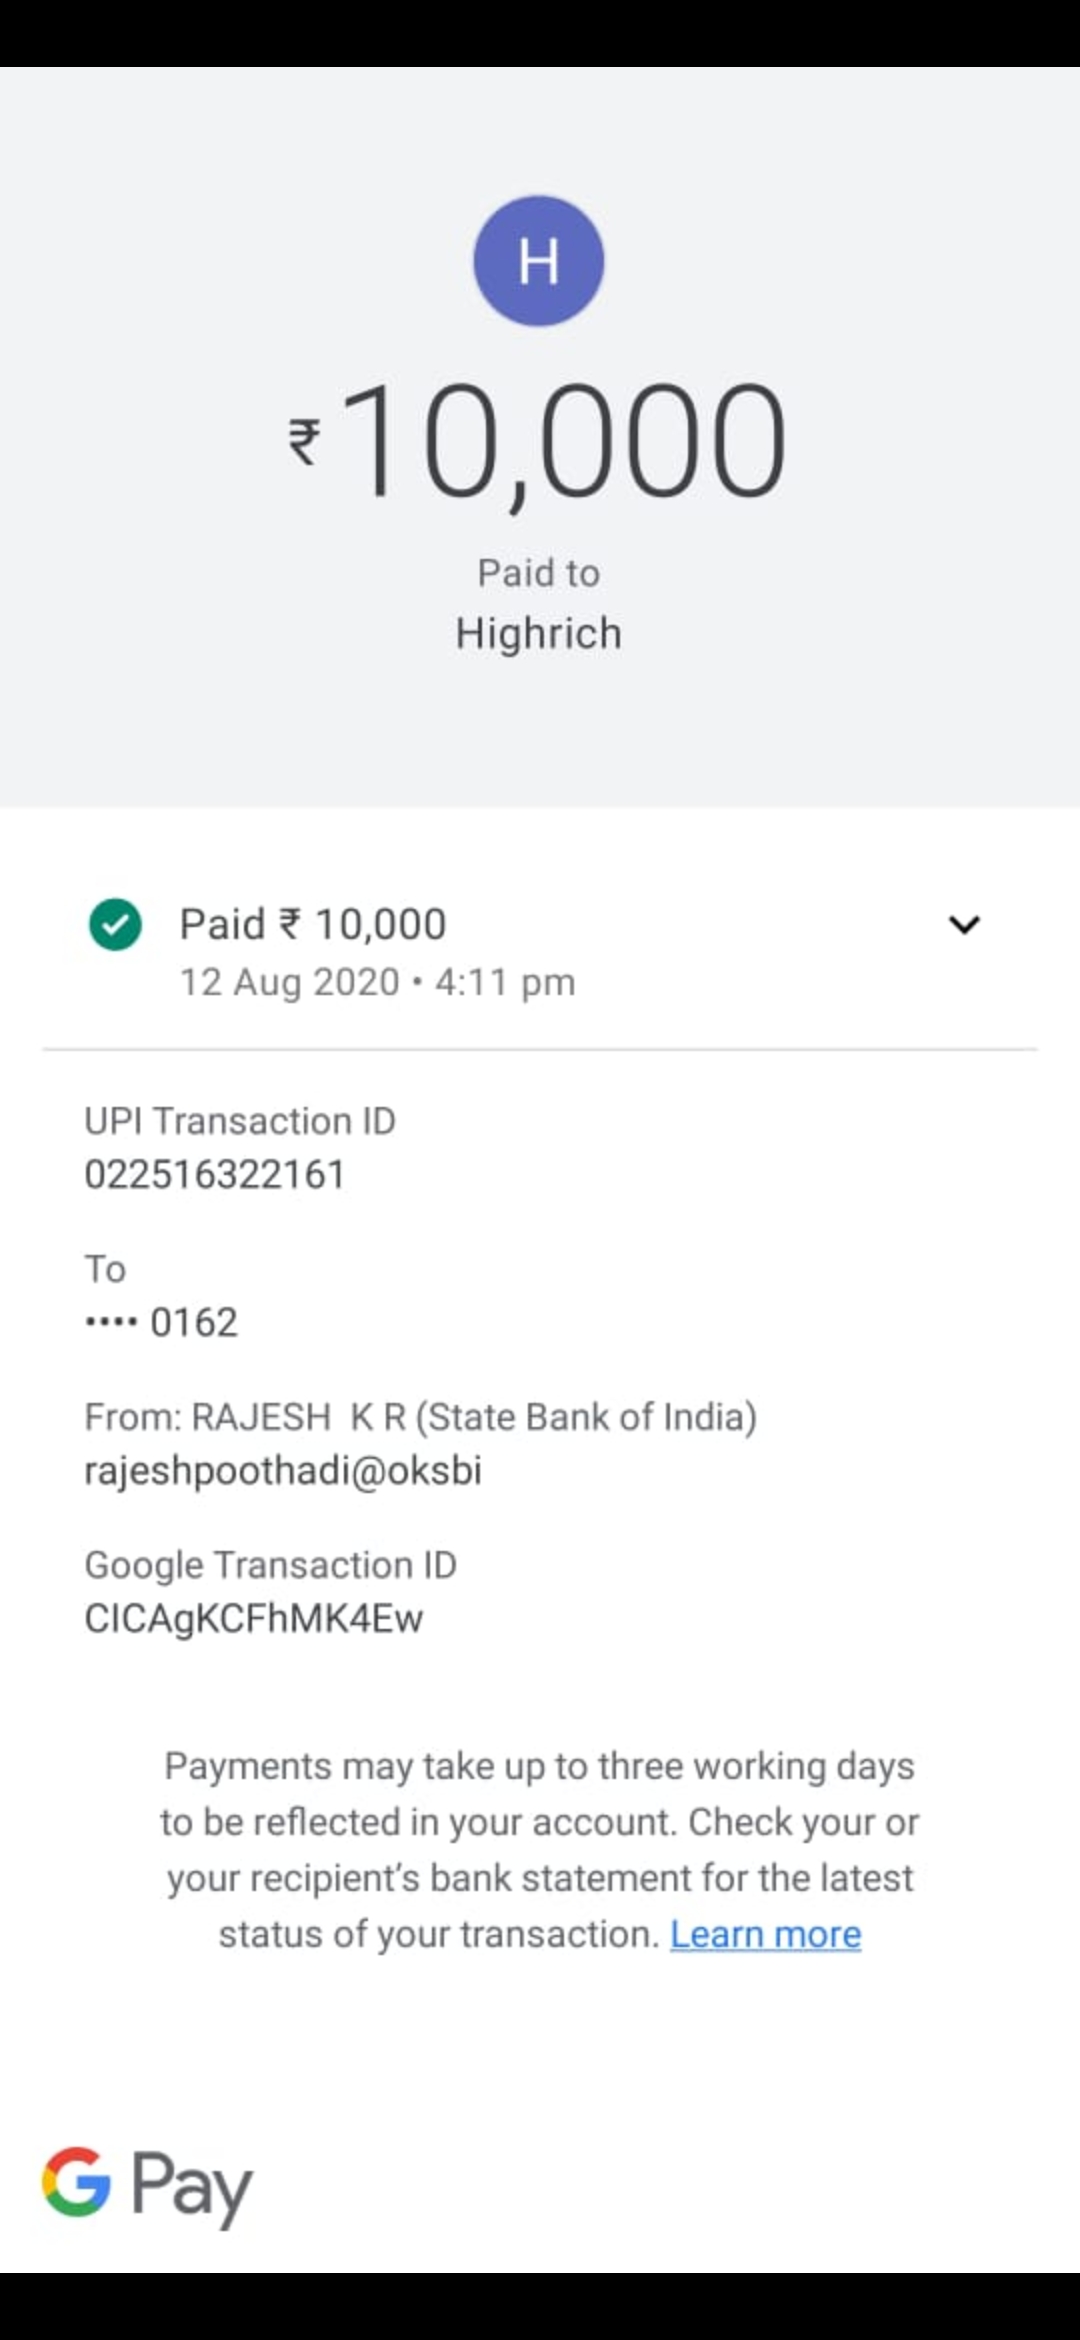 H
₹10,000
Paid to
Highrich
Paid ₹ 10,000
12 Aug 2020 • 4:11 pm
UPI Transaction ID
022516322161
To
•••• 0162
From: RAJESH  K R (State Bank of India)
rajeshpoothadi@oksbi
Google Transaction ID
CICAgKCFhMK4Ew
Payments may take up to three working days
to be reflected in your account. Check your or
your recipient's bank statement for the latest
status of your transaction. Learn more
G Pay